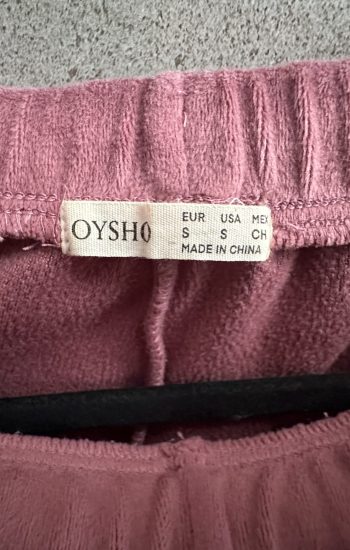 OYSHO
EUR USA MEX
S S CH
MADE IN CHINA